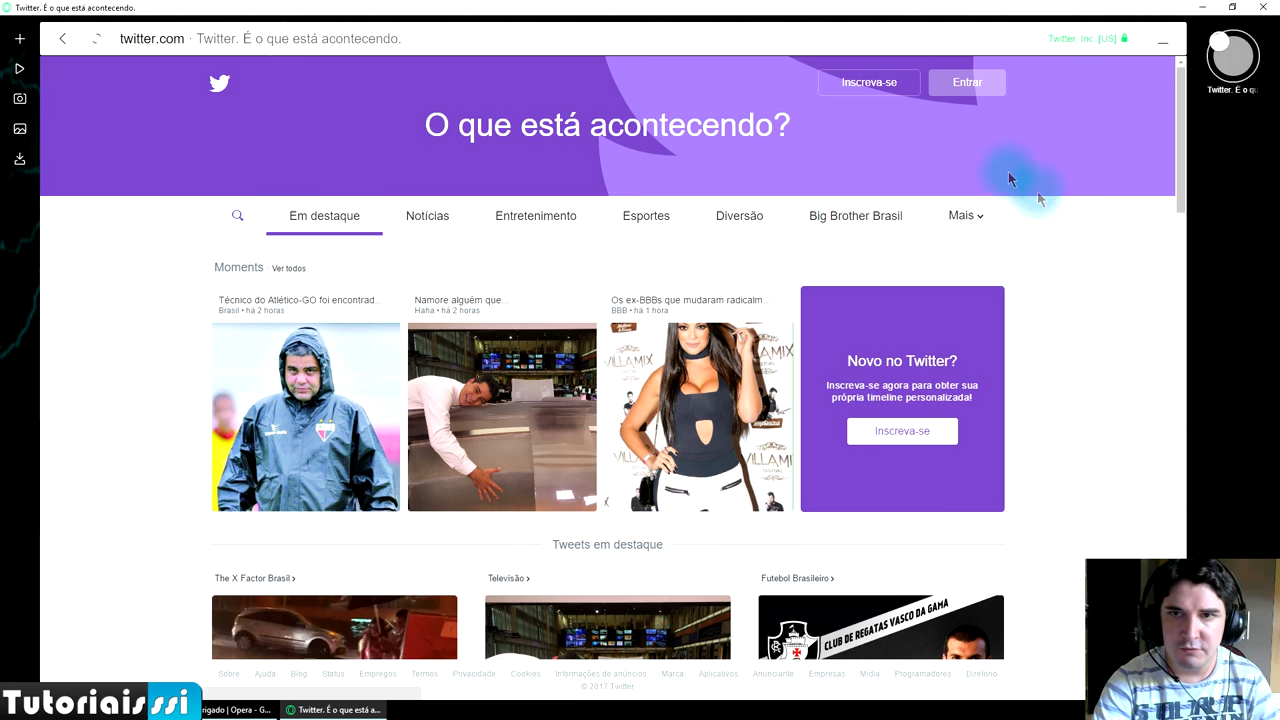 Twitter. É o que está acontecendo.
twitter.com · Twitter. É o que está acontecendo.
Twitter, Inc. [US]
Twitter. É o qu
Inscreva-se
Entrar
O que está acontecendo?
Em destaque
Notícias
Entretenimento
Esportes
Diversão
Big Brother Brasil
Mais
Moments
Ver todos
Técnico do Atlético-GO foi encontrad..
Brasil • há 2 horas
Namore alguém que..
Haha • há 2 horas
Os ex-BBBs que mudaram radicalm..
BBB • há 1 hora
VILLA MIX
Novo no Twitter?
Inscreva-se agora para obter sua
própria timeline personalizada!
Inscreva-se
Tweets em destaque
The X Factor Brasil
Televisão
Futebol Brasileiro
CLUB DE REGATAS VASCO DA GAMA
Sobre
Ajuda
Blog
Status
Empregos
Termos
Privacidade
Cookies
Informações de anúncios
Marca
Aplicativos
Anunciante
Empresas
Mídia
Programadores
Diretório
© 2017 Twitter
Tutoriaisssi
rigado | Opera - G...
Twitter. É o que está a...